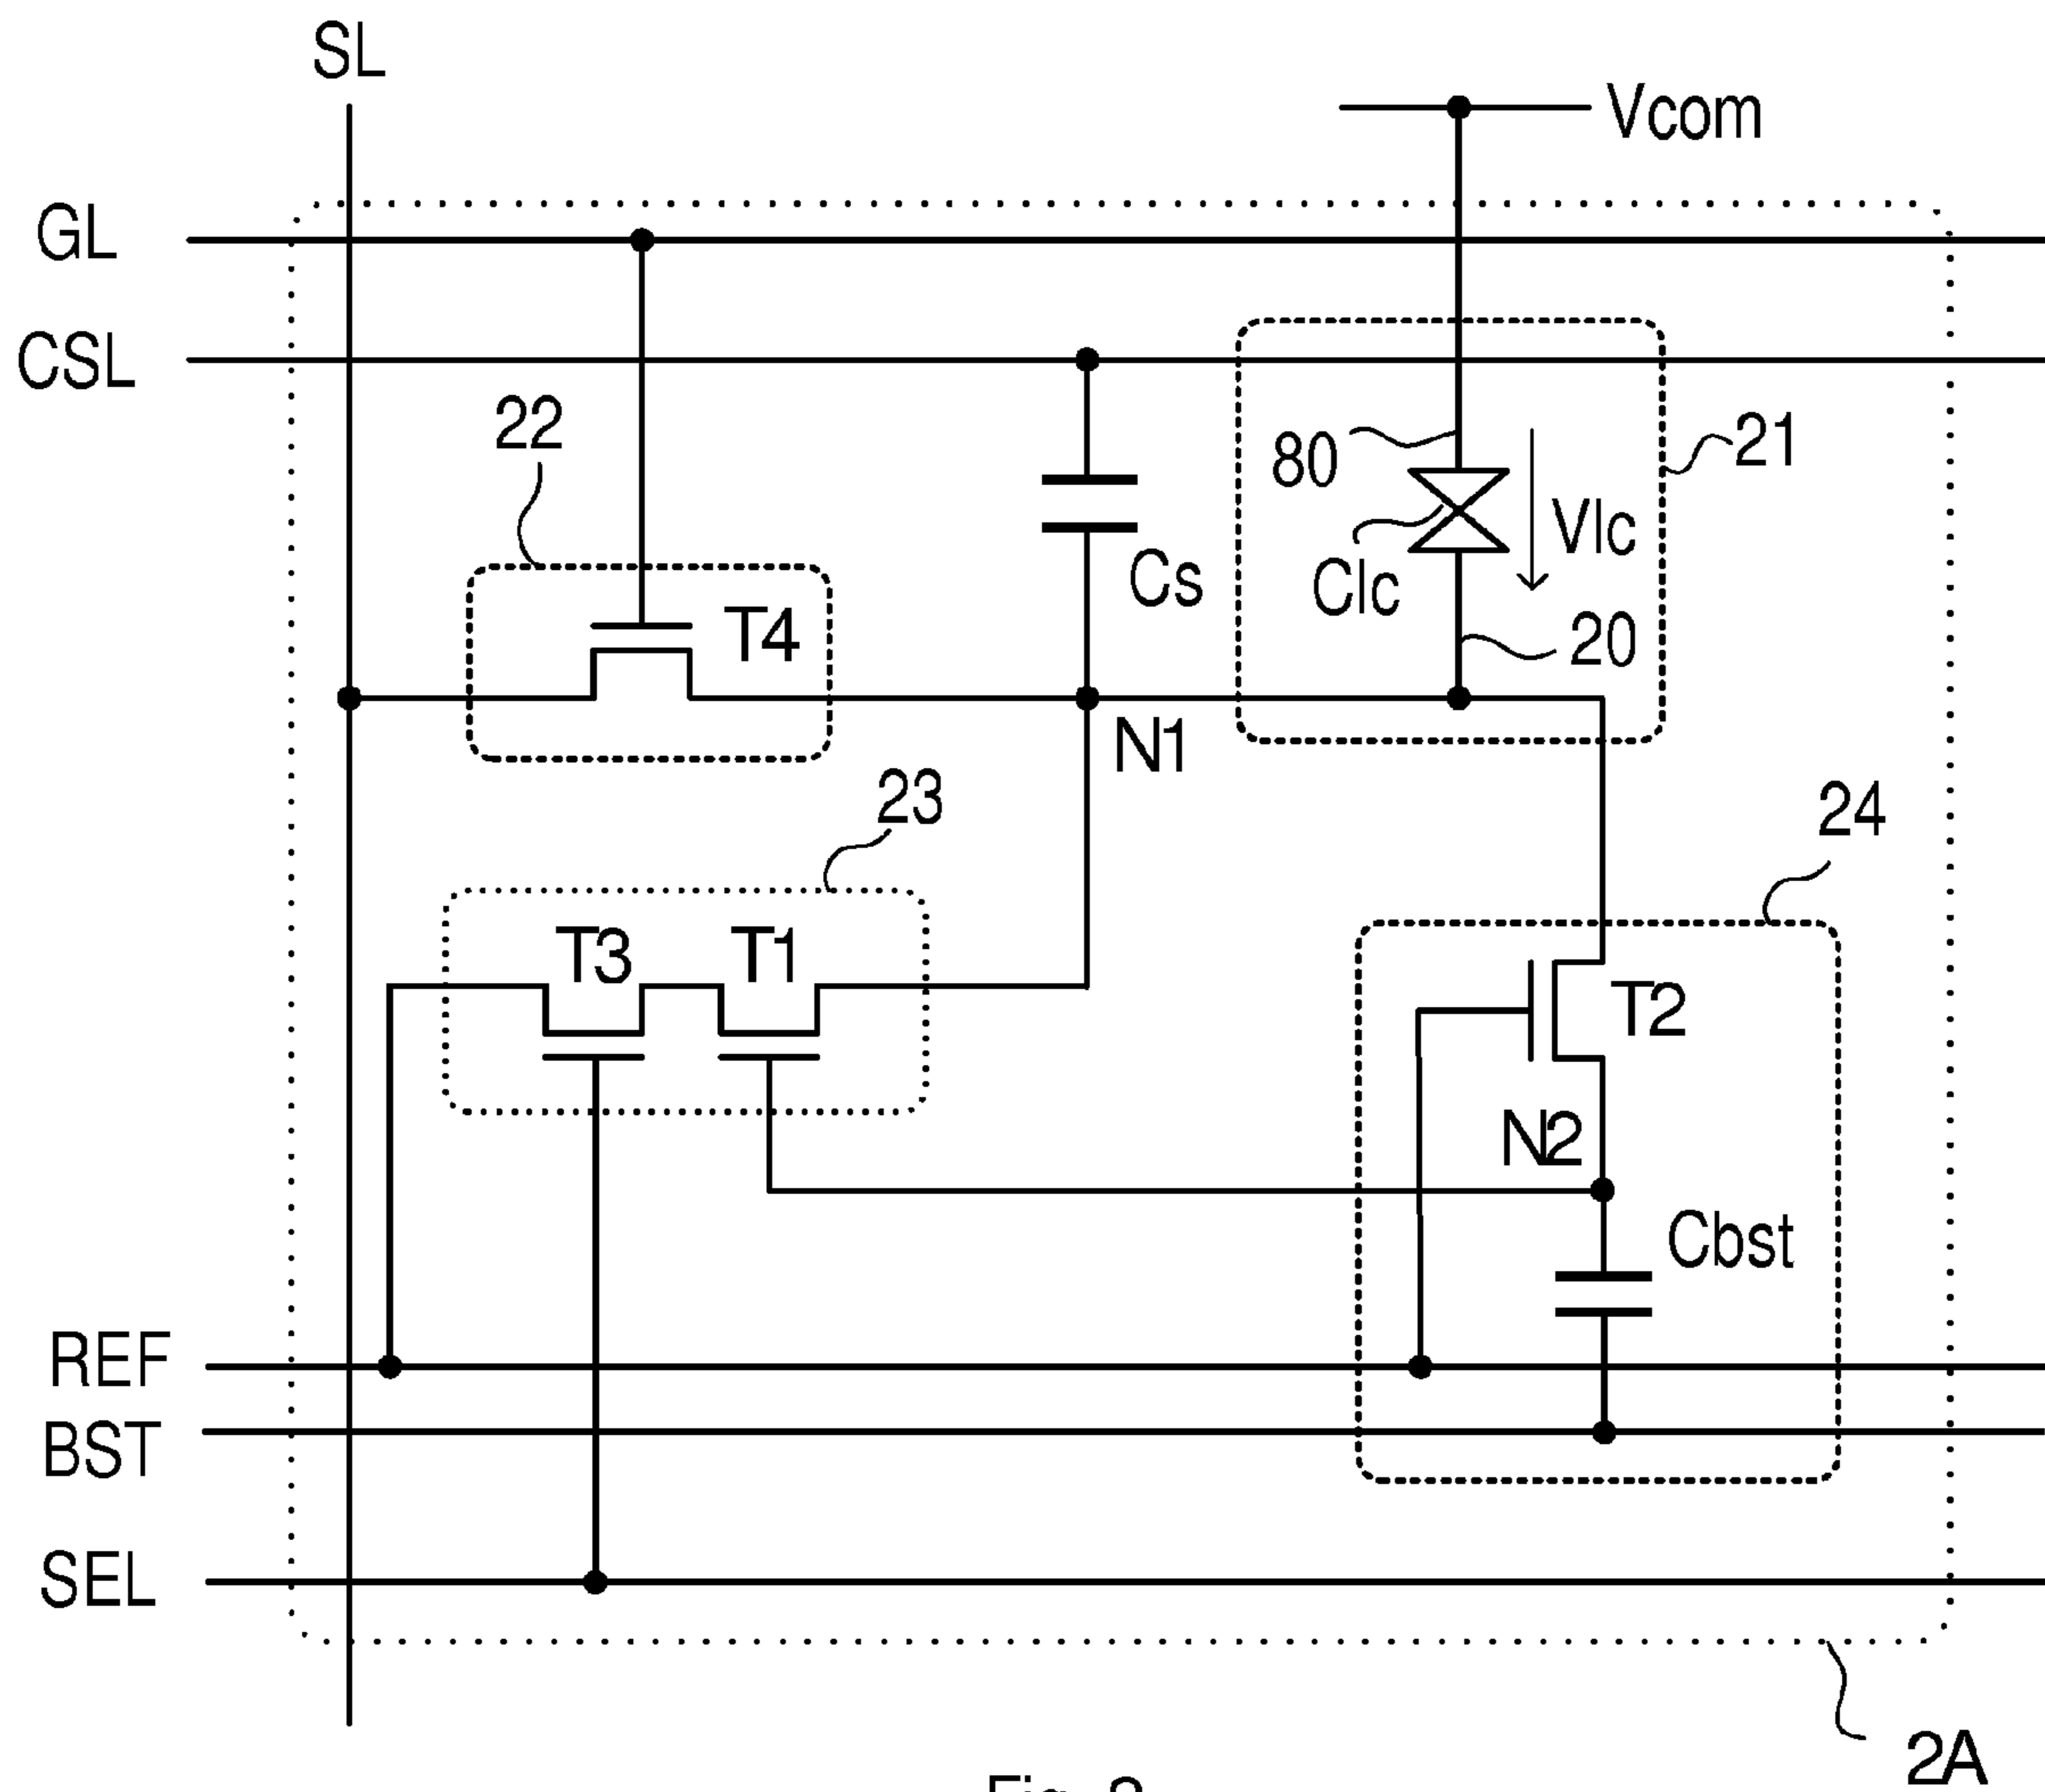 SL
Vcom
GL
CSL
22
80
21
Vlc
Clc
Cs
20
T4
N1
23
24
T3
T1
T2
N2
Cbst
REF
BST
SEL
2A